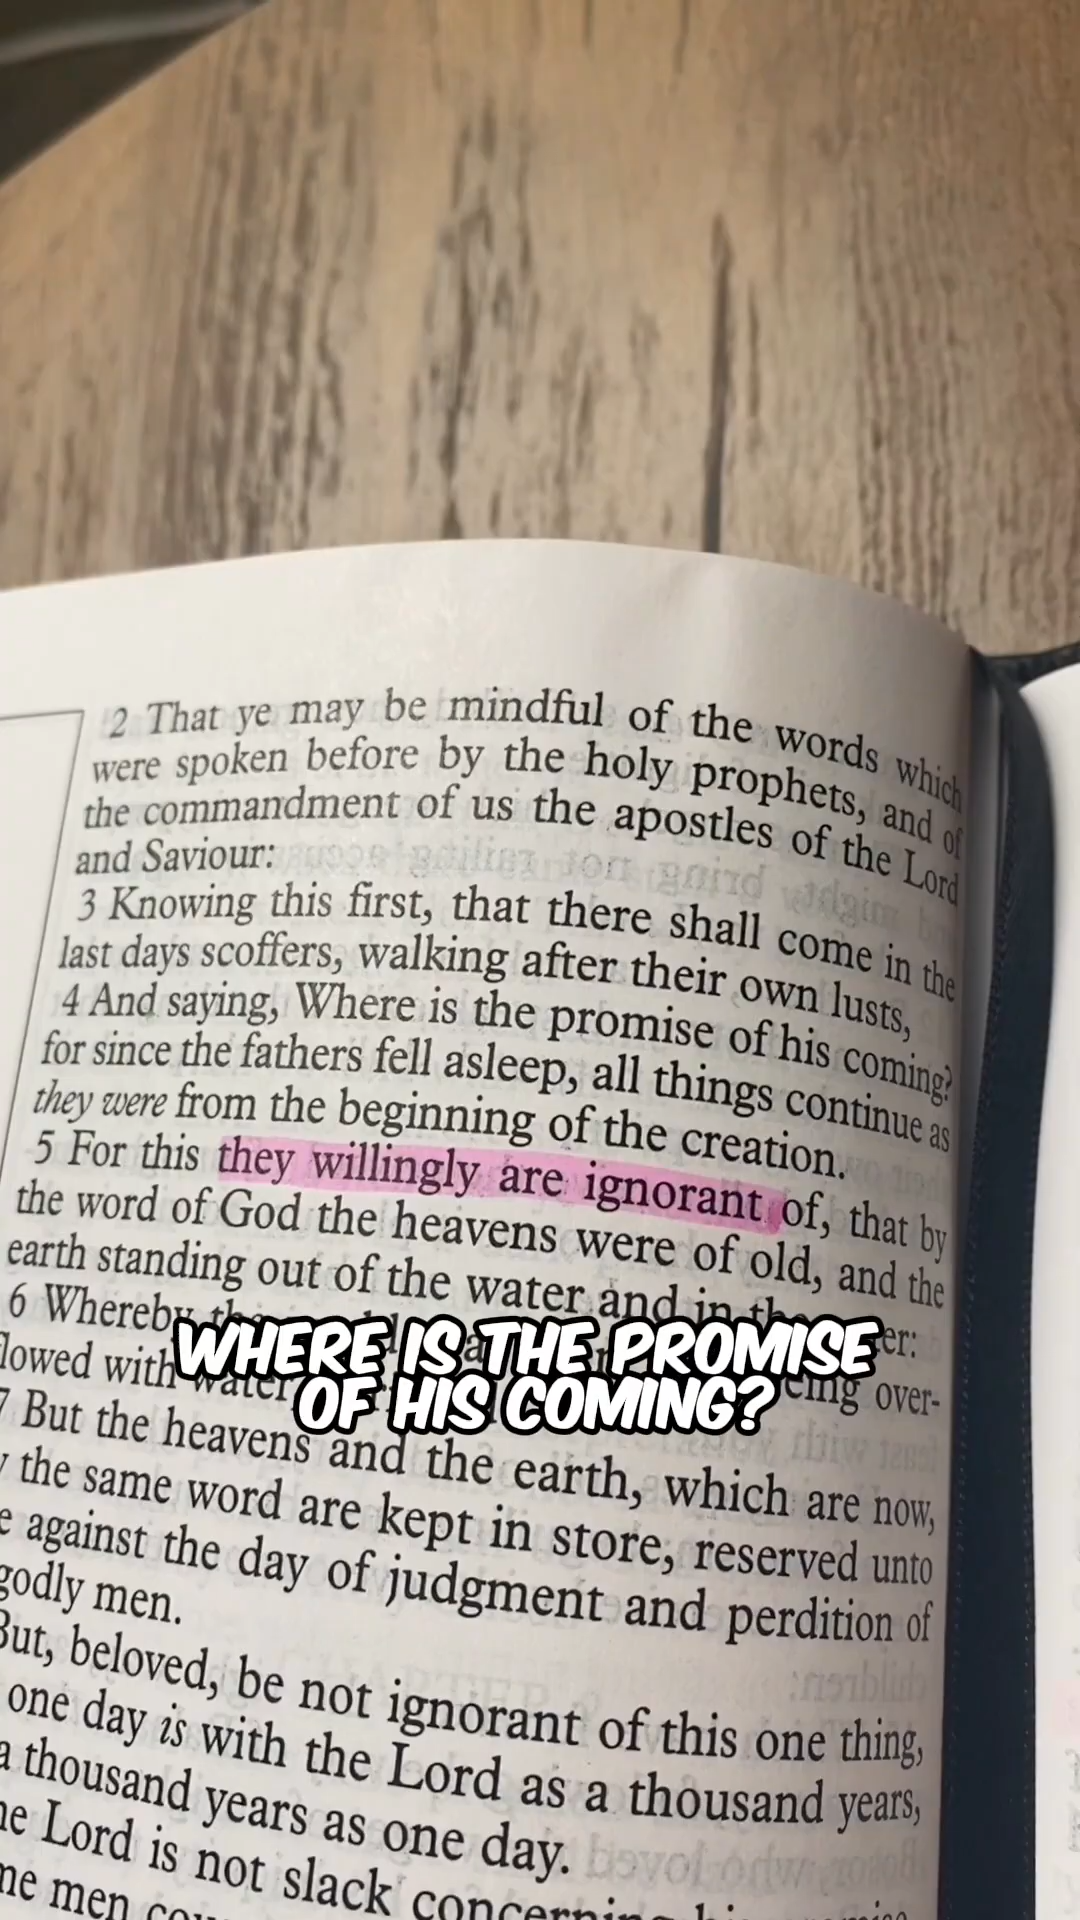 2 That ye may be mindful of the words which
were spoken before by the holy prophets, and of
the commandment of us the apostles of the Lord
and Saviour:
3 Knowing this first, that there shall come in the
last days scoffers, walking after their own lusts,
4 And saying, Where is the promise of his coming?
for since the fathers fell asleep, all things continue as
they were from the beginning of the creation.
5 For this they willingly are ignorant of, that by
the word of God the heavens were of old, and the
earth standing out of the water and in
6 Whereby
WHERE IS THE PROMISE
OF HIS COMING?
flowed with water over-
7 But the heavens and the earth, which are now,
the same word are kept in store, reserved unto
against the day of judgment and perdition of
godly men.
But, beloved, be not ignorant of this one thing,
one day is with the Lord as a thousand years,
a thousand years as one day.
Lord is not slack concerning
men